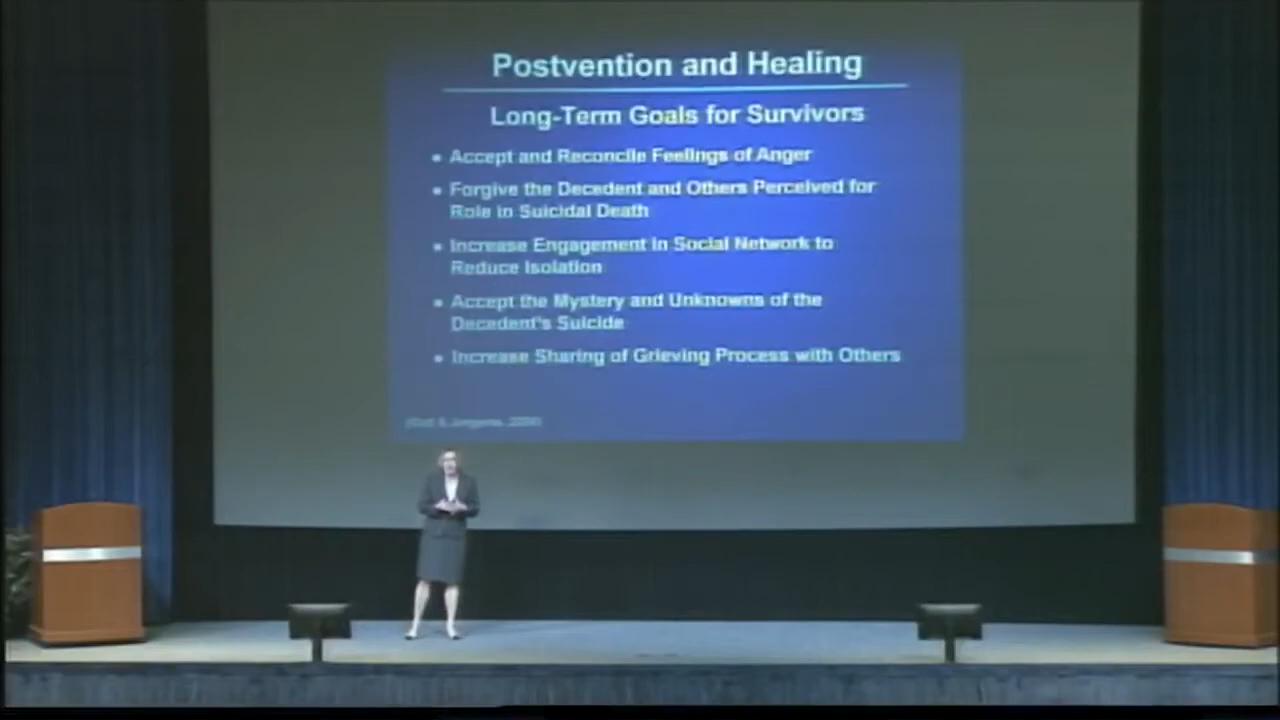 Postvention and Healing
Long-Term Goals for Survivors
• Accept and Reconcile Feelings of Anger
• Forgive the Decedent and Others Perceived for
Role in Suicidal Death
• Increase Engagement in Social Network to
Reduce Isolation
• Accept the Mystery and Unknowns of the
Decedent's Suicide
• Increase Sharing of Grieving Process with Others